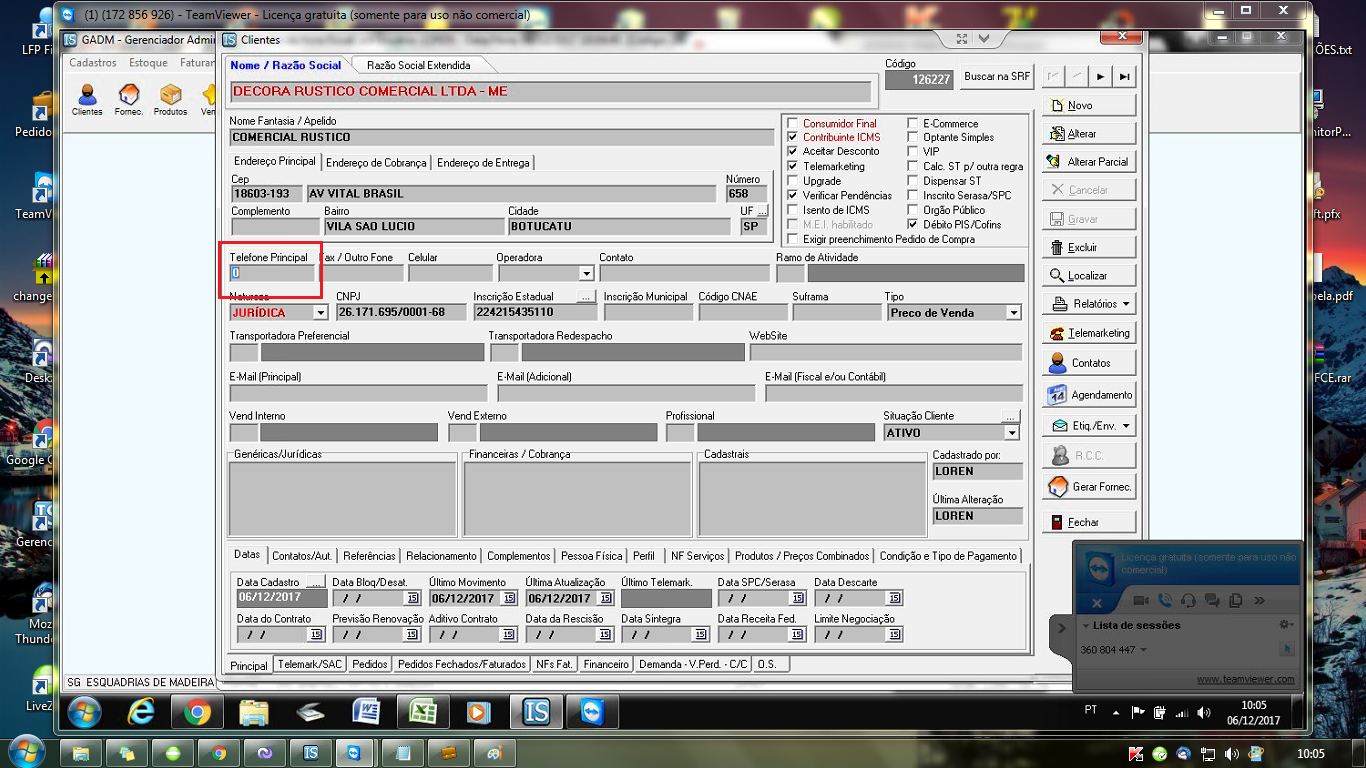 (1) (172 856 926) - TeamViewer - Licença gratuita (somente para uso não comercial)
LFP Fi
GADM - Gerenciador Admi
Clientes
ÕES.txt
Cadastros Estoque Faturar
Clientes Fornec. Produtos
Nome / Razão Social Razão Social Extendida
Código
126227
Buscar na SRF
DECORA RUSTICO COMERCIAL LTDA - ME
Novo
Pedido
nitorP...
Nome Fantasia / Apelido
COMERCIAL RUSTICO
Consumidor Final E-Commerce
Contribuinte ICMS Optante Simples
Aceitar Desconto VIP
Telemarketing Calc. ST p/ outra regra
Upgrade Dispensar ST
Verificar Pendências Inscrito Serasa/SPC
Isento de ICMS Orgão Público
M.E.I. habilitado Débito PIS/Cofins
Exigir preenchimento Pedido de Compra
Alterar
Alterar Parcial
Cancelar
Gravar
Excluir
Localizar
Relatórios
Telemarketing
Contatos
Agendamento
Etiq./Env.
R.C.C.
Gerar Fornec.
Fechar
Endereço Principal Endereço de Cobrança Endereço de Entrega
Cep Número
18603-193 AV VITAL BRASIL 658
Complemento Bairro Cidade UF ...
VILA SAO LUCIO BOTUCATU SP
TeamV
ft.pfx
Telefone Principal Fax / Outro Fone Celular Operadora Contato Ramo de Atividade
0
change
bela.pdf
Natureza CNPJ Inscrição Estadual ... Inscrição Municipal Código CNAE Suframa Tipo
JURÍDICA 26.171.695/0001-68 224215435110 Preco de Venda
Transportadora Preferencial Transportadora Redespacho WebSite
Desk
FCE.rar
E-Mail (Principal) E-Mail (Adicional) E-Mail (Fiscal e/ou Contábil)
Vend Interno Vend Externo Profissional Situação Cliente ...
ATIVO
Google C
Genéricas/Jurídicas Financeiras / Cobrança Cadastrais Cadastrado por:
LOREN
Última Alteração
LOREN
Gerenc
Datas Contatos/Aut. Referências Relacionamento Complementos Pessoa Física Perfil NF Serviços Produtos / Preços Combinados Condição e Tipo de Pagamento
Data Cadastro ... Data Bloq/Desat. Último Movimento Última Atualização Último Telemark. Data SPC/Serasa Data Descarte
06/12/2017 / / 06/12/2017 06/12/2017 / / / /
Data do Contrato Previsão Renovação Aditivo Contrato Data da Rescisão Data Sintegra Data Receita Fed. Limite Negociação
/ / / / / / / / / / / / / /
Moz
Thunde
Principal Telemark/SAC Pedidos Pedidos Fechados/Faturados NFs Fat. Financeiro Demanda - V.Perd. - C/C O.S.
Licença gratuita (somente para uso não
comercial)
Lista de sessões
360 804 447
www.teamviewer.com
SG ESQUADRIAS DE MADEIRA
LiveZ
PT
10:05
06/12/2017
10:05